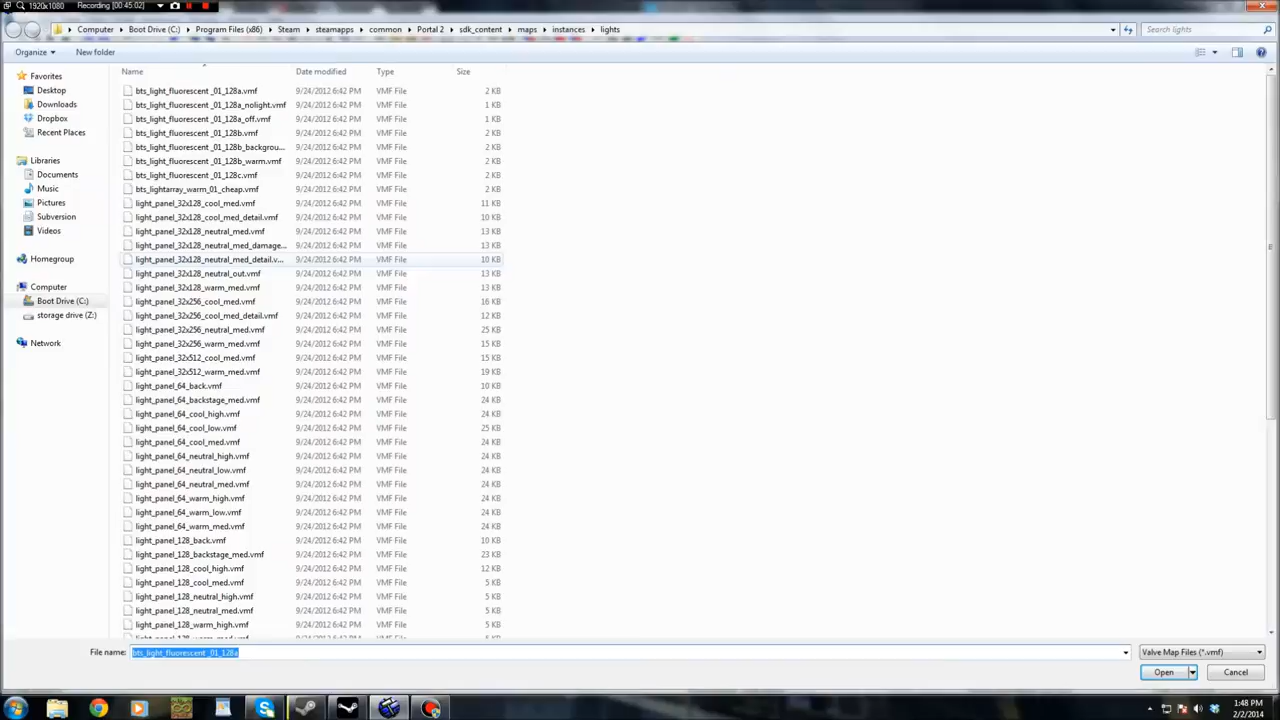 1920x1080 Recording [00:45:02]
Computer Boot Drive (C:) Program Files (x86) Steam steamapps common Portal 2 sdk_content maps instances lights Search lights
Organize New folder
Name Date modified Type Size
Favorites
Desktop
Downloads
Dropbox
Recent Places
Libraries
Documents
Music
Pictures
Subversion
Videos
Homegroup
Computer
Boot Drive (C:)
storage drive (Z:)
Network
bts_light_fluorescent _01_128a.vmf 9/24/2012 6:42 PM VMF File 2 KB
bts_light_fluorescent _01_128a_nolight.vmf 9/24/2012 6:42 PM VMF File 1 KB
bts_light_fluorescent _01_128a_off.vmf 9/24/2012 6:42 PM VMF File 1 KB
bts_light_fluorescent _01_128b.vmf 9/24/2012 6:42 PM VMF File 2 KB
bts_light_fluorescent _01_128b_backgrou... 9/24/2012 6:42 PM VMF File 2 KB
bts_light_fluorescent _01_128b_warm.vmf 9/24/2012 6:42 PM VMF File 2 KB
bts_light_fluorescent _01_128c.vmf 9/24/2012 6:42 PM VMF File 2 KB
bts_lightarray_warm_01_cheap.vmf 9/24/2012 6:42 PM VMF File 2 KB
light_panel_32x128_cool_med.vmf 9/24/2012 6:42 PM VMF File 11 KB
light_panel_32x128_cool_med_detail.vmf 9/24/2012 6:42 PM VMF File 10 KB
light_panel_32x128_neutral_med.vmf 9/24/2012 6:42 PM VMF File 13 KB
light_panel_32x128_neutral_med_damage... 9/24/2012 6:42 PM VMF File 13 KB
light_panel_32x128_neutral_med_detail.v... 9/24/2012 6:42 PM VMF File 10 KB
light_panel_32x128_neutral_out.vmf 9/24/2012 6:42 PM VMF File 13 KB
light_panel_32x128_warm_med.vmf 9/24/2012 6:42 PM VMF File 11 KB
light_panel_32x256_cool_med.vmf 9/24/2012 6:42 PM VMF File 16 KB
light_panel_32x256_cool_med_detail.vmf 9/24/2012 6:42 PM VMF File 12 KB
light_panel_32x256_neutral_med.vmf 9/24/2012 6:42 PM VMF File 25 KB
light_panel_32x256_warm_med.vmf 9/24/2012 6:42 PM VMF File 15 KB
light_panel_32x512_cool_med.vmf 9/24/2012 6:42 PM VMF File 15 KB
light_panel_32x512_warm_med.vmf 9/24/2012 6:42 PM VMF File 19 KB
light_panel_64_back.vmf 9/24/2012 6:42 PM VMF File 10 KB
light_panel_64_backstage_med.vmf 9/24/2012 6:42 PM VMF File 24 KB
light_panel_64_cool_high.vmf 9/24/2012 6:42 PM VMF File 24 KB
light_panel_64_cool_low.vmf 9/24/2012 6:42 PM VMF File 25 KB
light_panel_64_cool_med.vmf 9/24/2012 6:42 PM VMF File 24 KB
light_panel_64_neutral_high.vmf 9/24/2012 6:42 PM VMF File 24 KB
light_panel_64_neutral_low.vmf 9/24/2012 6:42 PM VMF File 24 KB
light_panel_64_neutral_med.vmf 9/24/2012 6:42 PM VMF File 24 KB
light_panel_64_warm_high.vmf 9/24/2012 6:42 PM VMF File 24 KB
light_panel_64_warm_low.vmf 9/24/2012 6:42 PM VMF File 24 KB
light_panel_64_warm_med.vmf 9/24/2012 6:42 PM VMF File 24 KB
light_panel_128_back.vmf 9/24/2012 6:42 PM VMF File 10 KB
light_panel_128_backstage_med.vmf 9/24/2012 6:42 PM VMF File 23 KB
light_panel_128_cool_high.vmf 9/24/2012 6:42 PM VMF File 12 KB
light_panel_128_cool_med.vmf 9/24/2012 6:42 PM VMF File 5 KB
light_panel_128_neutral_high.vmf 9/24/2012 6:42 PM VMF File 5 KB
light_panel_128_neutral_med.vmf 9/24/2012 6:42 PM VMF File 5 KB
light_panel_128_warm_high.vmf 9/24/2012 6:42 PM VMF File 5 KB
File name: bts_light_fluorescent _01_128a Valve Map Files (*.vmf)
Open Cancel
1:48 PM
2/2/2014